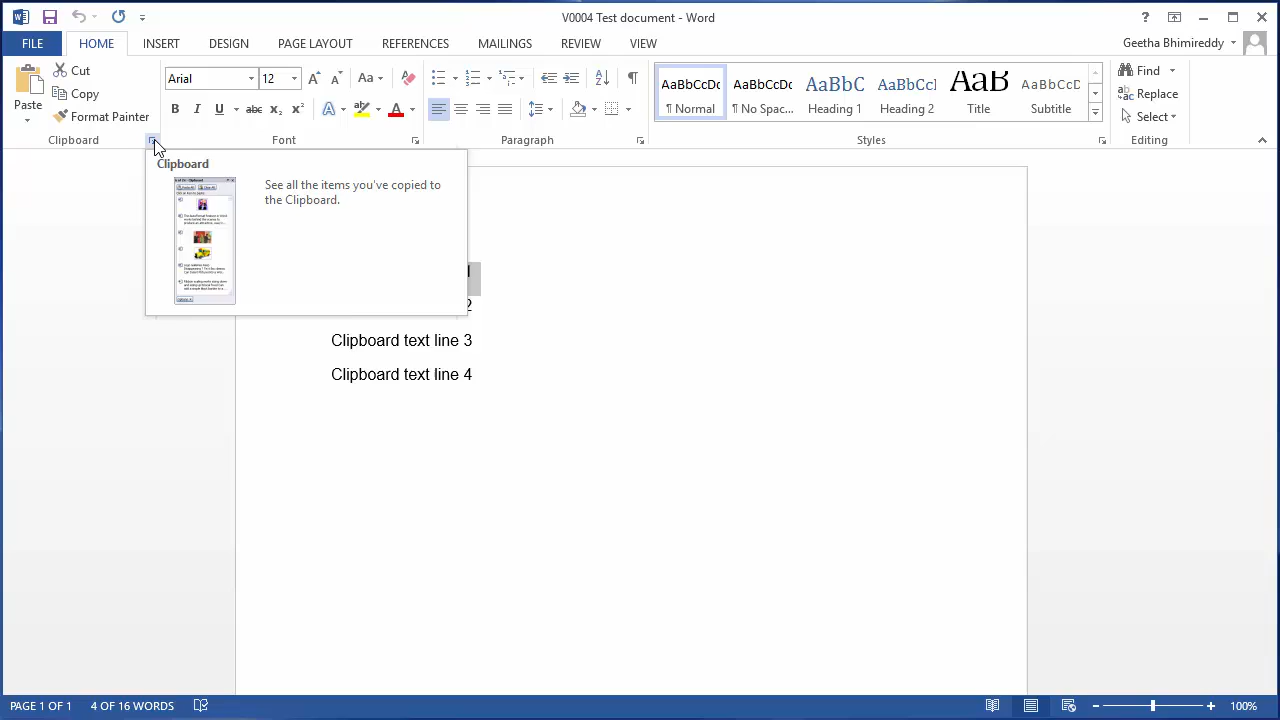 V0004 Test document - Word
FILE HOME INSERT DESIGN PAGE LAYOUT REFERENCES MAILINGS REVIEW VIEW Geetha Bhimireddy
Paste
Cut
Copy
Format Painter
Clipboard
Arial 12
Font
Paragraph
AaBbCcDc AaBbCcDc AaBbC AaBbCcI AaB AaBbCcD
¶ Normal ¶ No Spac... Heading 1 Heading 2 Title Subtitle
Styles
Find
Replace
Select
Editing
Clipboard
See all the items you've copied to
the Clipboard.
1
2
Clipboard text line 3
Clipboard text line 4
PAGE 1 OF 1 4 OF 16 WORDS 100%